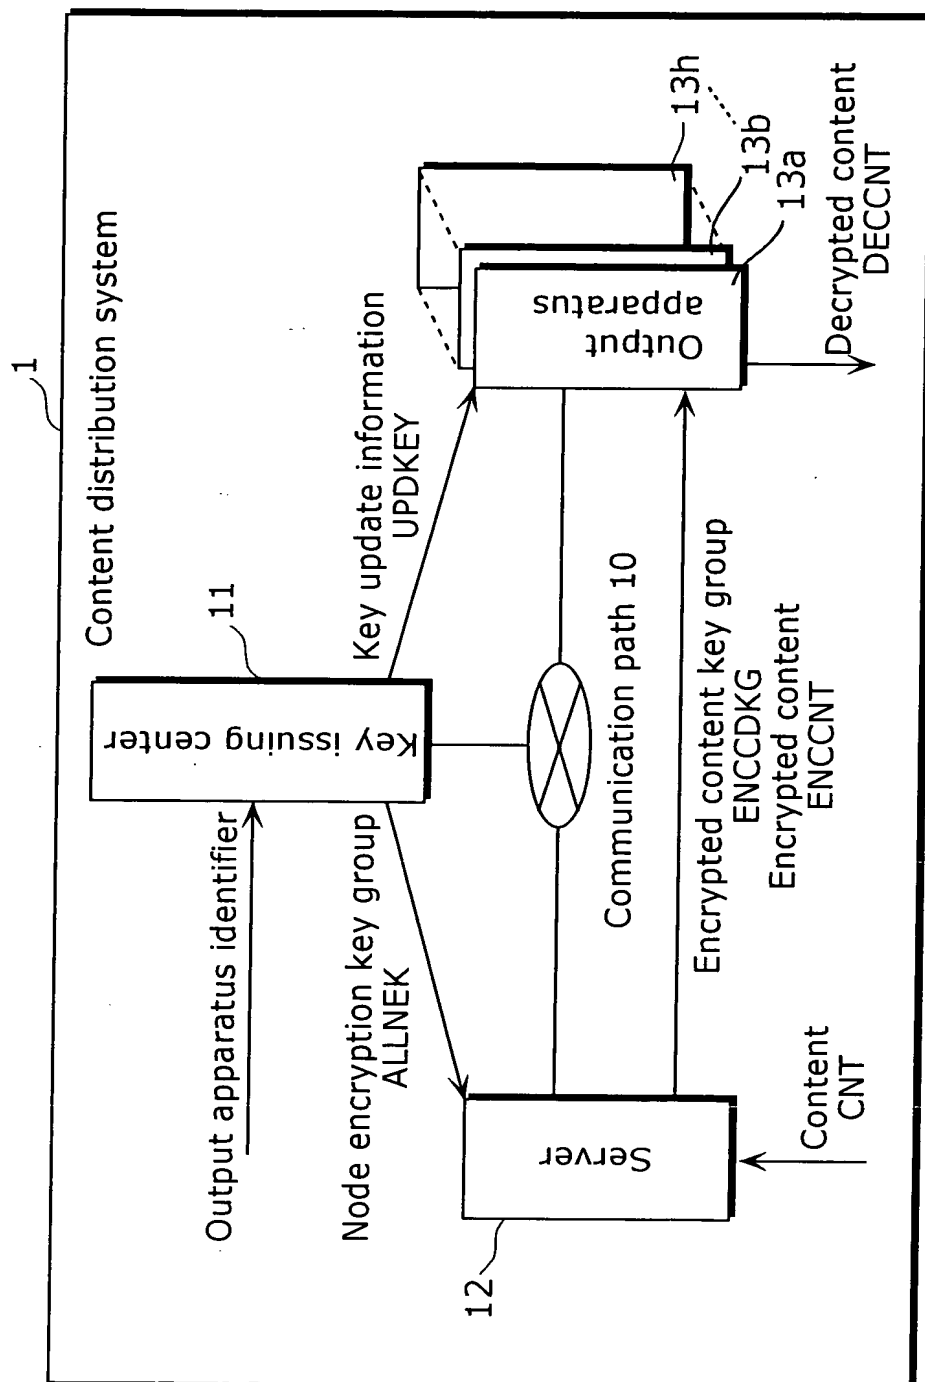 1
Content distribution system
11
Output apparatus identifier
Key issuing center
Node encryption key group
ALLNEK
Key update information
UPDKEY
13h
13b
13a
12
Server
Output
apparatus
Communication path 10
Encrypted content key group
ENCCDKG
Encrypted content
ENCCNT
Content
CNT
Decrypted content
DECCNT